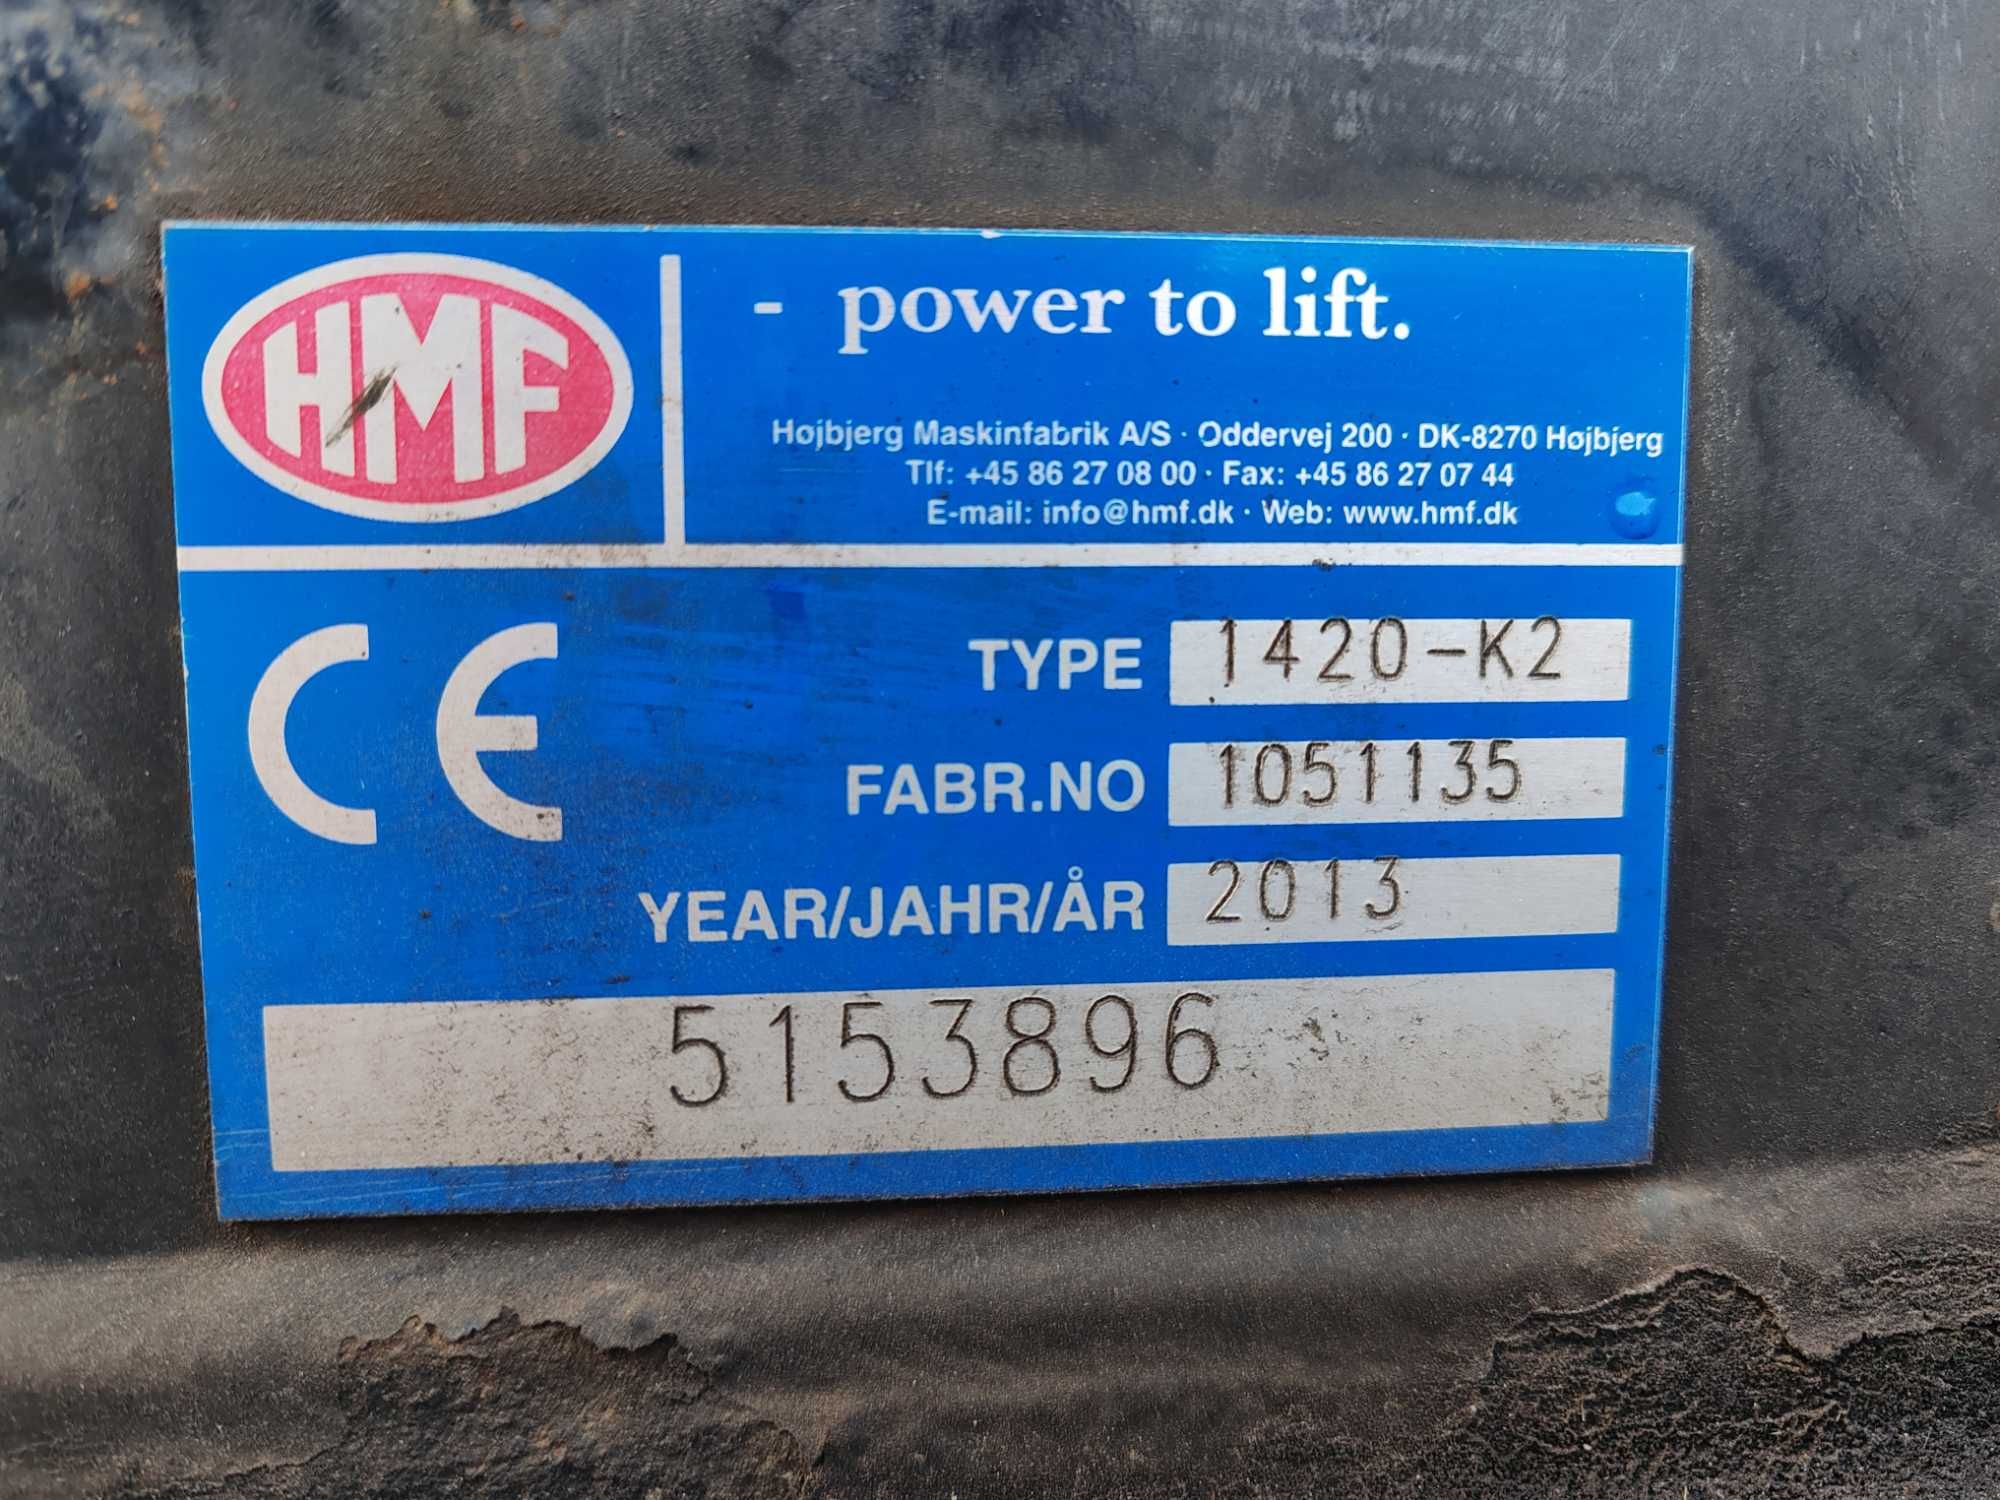 HMF
- power to lift.
Højbjerg Maskinfabrik A/S · Oddervej 200 · DK-8270 Højbjerg
Tlf: +45 86 27 08 00 · Fax: +45 86 27 07 44
E-mail: info@hmf.dk · Web: www.hmf.dk
CE
TYPE 1420-K2
FABR.NO 1051135
YEAR/JAHR/ÅR 2013
5153896